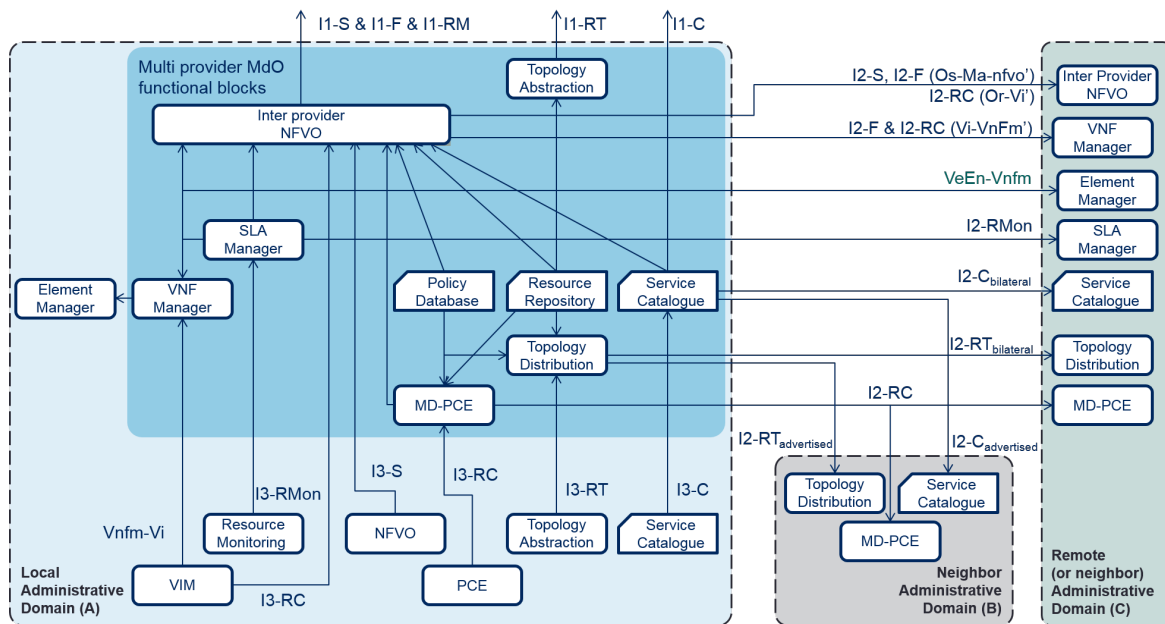 I1-S & I1-F & I1-RM
I1-RT
I1-C
Multi provider MdO
functional blocks
Topology
Abstraction
Inter provider
NFVO
I2-S, I2-F (Os-Ma-nfvo’)
I2-RC (Or-Vi’)
Inter Provider
NFVO
I2-F & I2-RC (Vi-VnFm’)
VNF
Manager
VeEn-Vnfm
Element
Manager
SLA
Manager
I2-RMon
SLA
Manager
Element
Manager
VNF
Manager
Policy
Database
Resource
Repository
Service
Catalogue
I2-Cbilateral
Service
Catalogue
Topology
Distribution
I2-RTbilateral
Topology
Distribution
MD-PCE
I2-RC
MD-PCE
I2-RTadvertised
I2-Cadvertised
I3-S
I3-RC
I3-RMon
I3-RT
I3-C
Topology
Distribution
Service
Catalogue
Vnfm-Vi
Resource
Monitoring
NFVO
Topology
Abstraction
Service
Catalogue
MD-PCE
VIM
I3-RC
PCE
Local
Administrative
Domain (A)
Neighbor
Administrative
Domain (B)
Remote
(or neighbor)
Administrative
Domain (C)